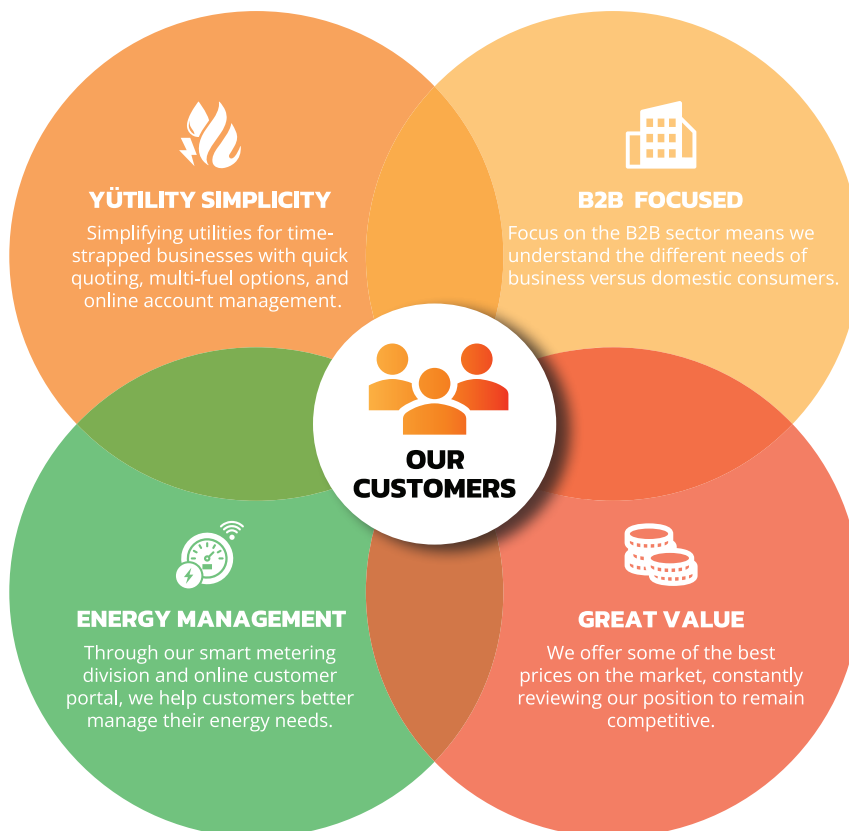 YÜTILITY SIMPLICITY
Simplifying utilities for time-
strapped businesses with quick
quoting, multi-fuel options, and
online account management.
B2B FOCUSED
Focus on the B2B sector means we
understand the different needs of
business versus domestic consumers.
OUR
CUSTOMERS
ENERGY MANAGEMENT
Through our smart metering
division and online customer
portal, we help customers better
manage their energy needs.
GREAT VALUE
We offer some of the best
prices on the market, constantly
reviewing our position to remain
competitive.